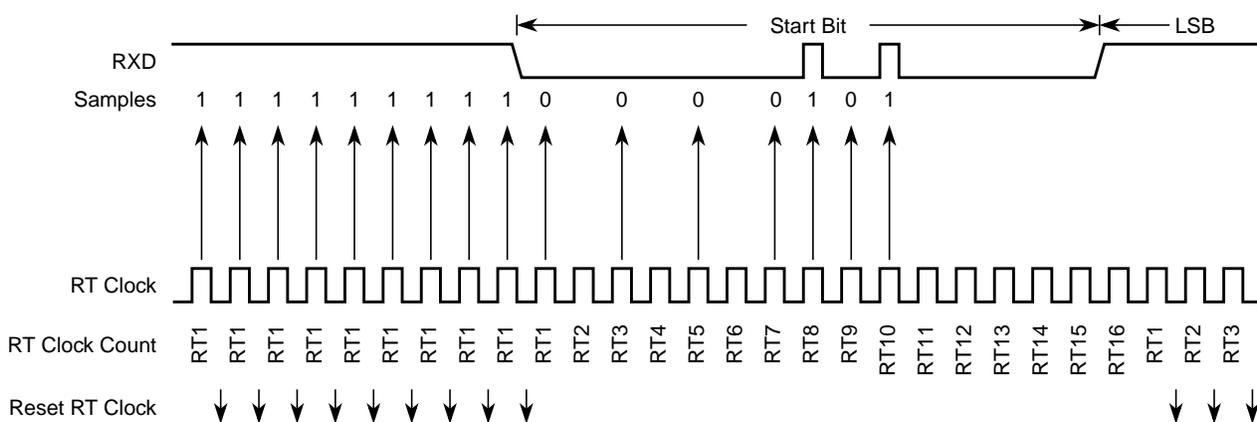 Start Bit LSB
RXD
Samples 1 1 1 1 1 1 1 1 1 0 0 0 0 1 0 1
RT Clock
RT Clock Count RT1 RT1 RT1 RT1 RT1 RT1 RT1 RT1 RT1 RT1 RT2 RT3 RT4 RT5 RT6 RT7 RT8 RT9 RT10 RT11 RT12 RT13 RT14 RT15 RT16 RT1 RT2 RT3
Reset RT Clock